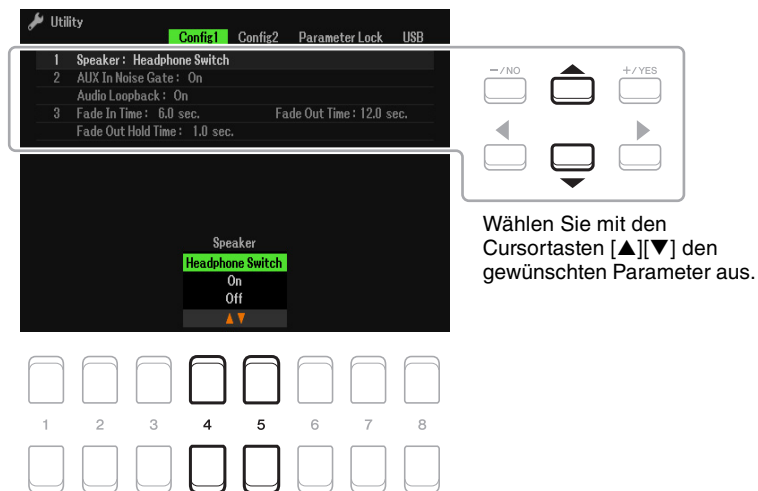 Utility
Config1 Config2 Parameter Lock USB
1 Speaker : Headphone Switch
2 AUX In Noise Gate : On
Audio Loopback : On
3 Fade In Time : 6.0 sec. Fade Out Time : 12.0 sec.
Fade Out Hold Time : 1.0 sec.
−/NO +/YES
Wählen Sie mit den
Cursortasten [▲][▼] den
gewünschten Parameter aus.
Speaker
Headphone Switch
On
Off
1 2 3 4 5 6 7 8